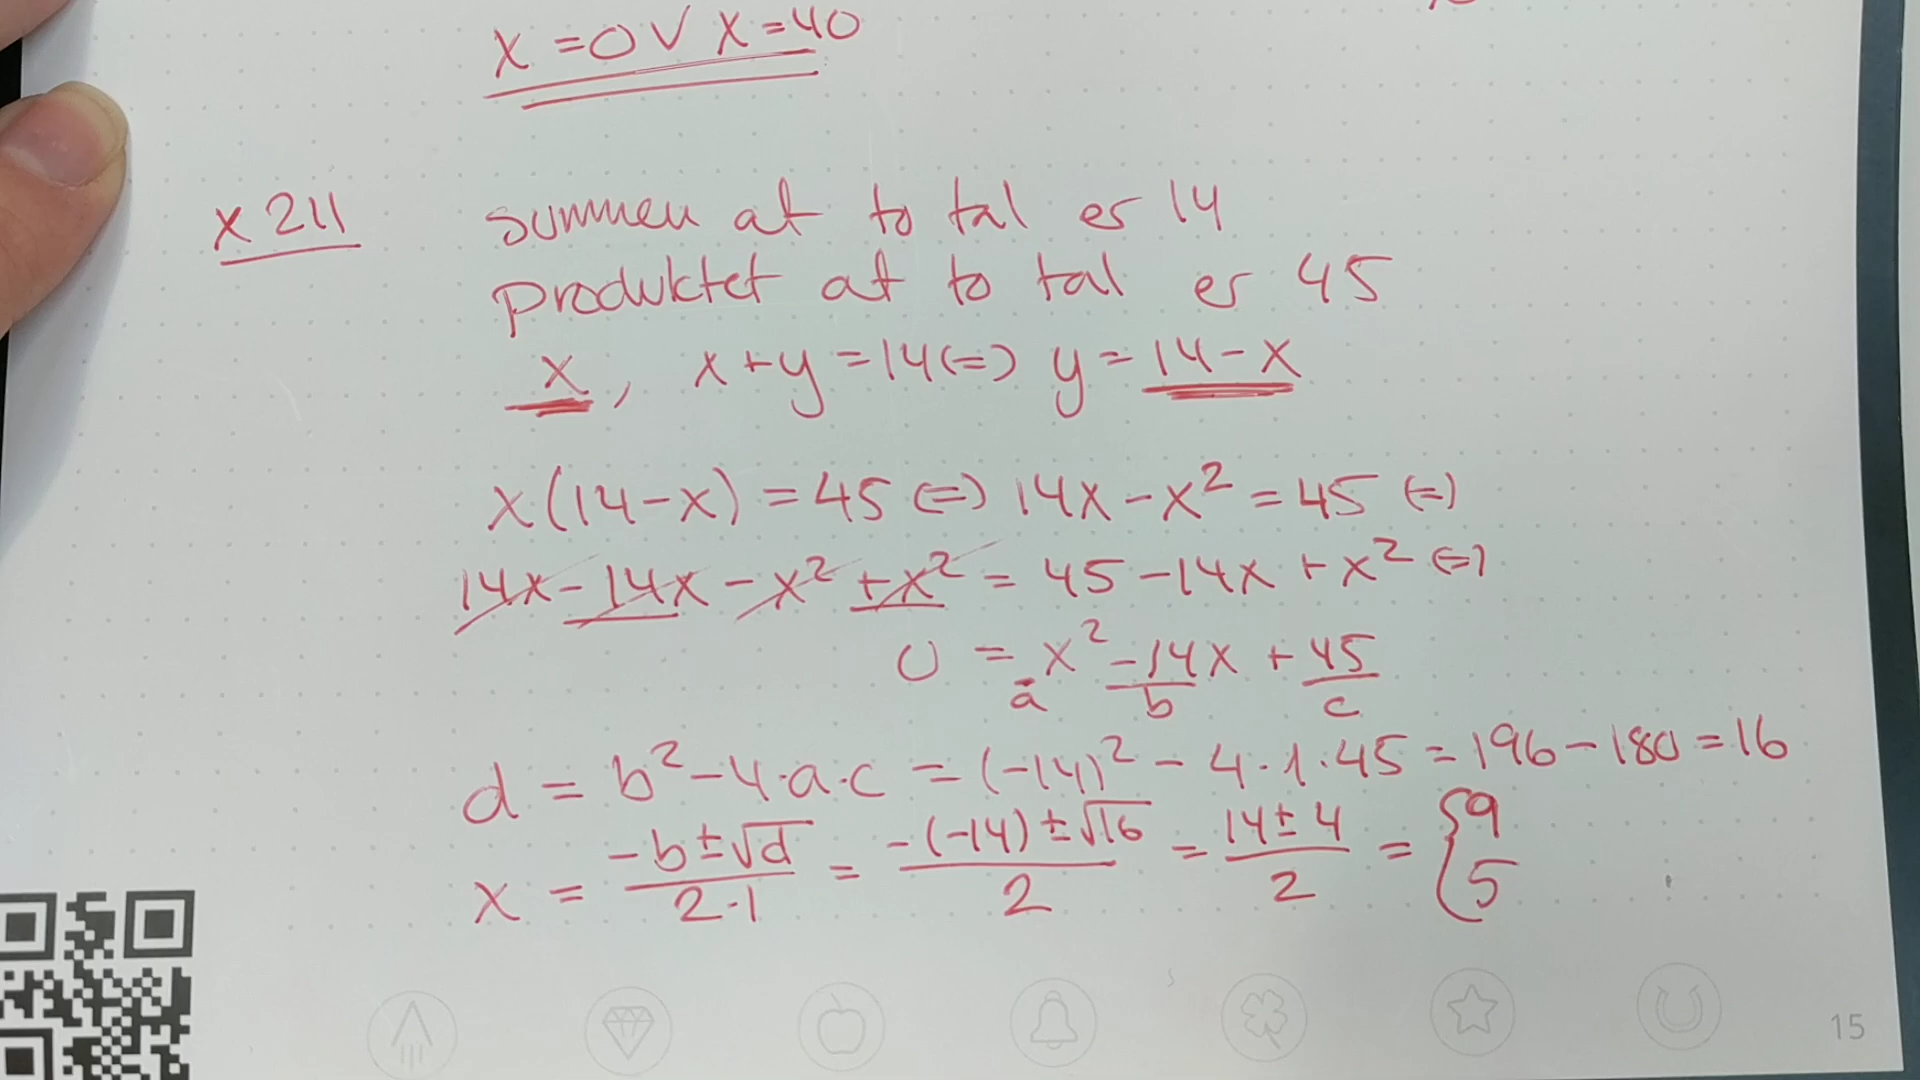 x = 0 ∨ x = 40
x 211
summen af to tal er 14
produktet af to tal er 45
x, x+y = 14 (=) y = 14-x
x(14-x) = 45 (=) 14x - x² = 45 (=)
14x - 14x - x² + x² = 45 - 14x + x² (=)
0 = x² - 14x + 45
a b c
d = b² - 4·a·c = (-14)² - 4·1·45 = 196 - 180 = 16
x = (-b ± √d)/(2·1) = (-(-14) ± √16)/2 = (14 ± 4)/2 = { 9 5
15